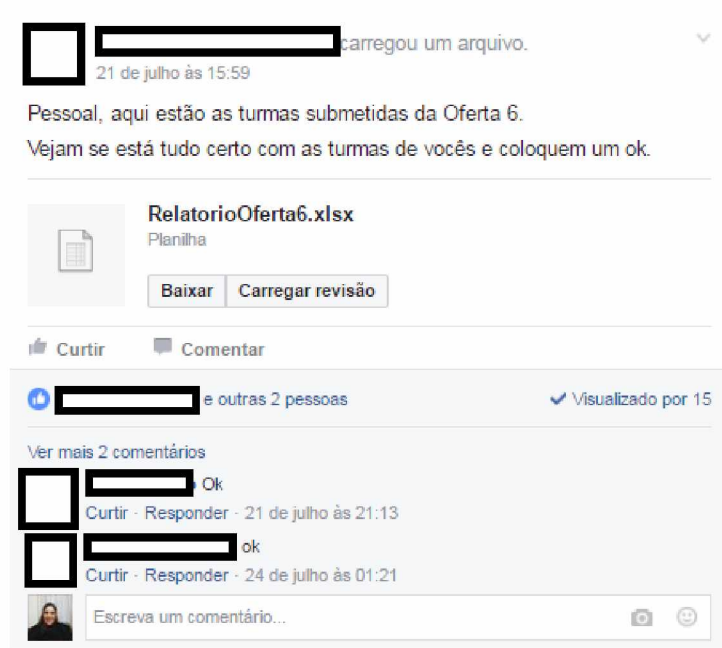 carregou um arquivo.
21 de julho às 15:59
Pessoal, aqui estão as turmas submetidas da Oferta 6.
Vejam se está tudo certo com as turmas de vocês e coloquem um ok.
RelatorioOferta6.xlsx
Planilha
Baixar Carregar revisão
Curtir Comentar
e outras 2 pessoas Visualizado por 15
Ver mais 2 comentários
Ok
Curtir · Responder · 21 de julho às 21:13
ok
Curtir · Responder · 24 de julho às 01:21
Escreva um comentário...